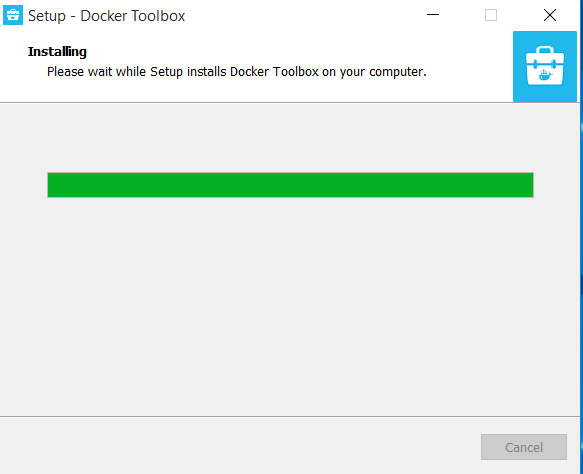 Setup - Docker Toolbox
Installing
Please wait while Setup installs Docker Toolbox on your computer.
Cancel